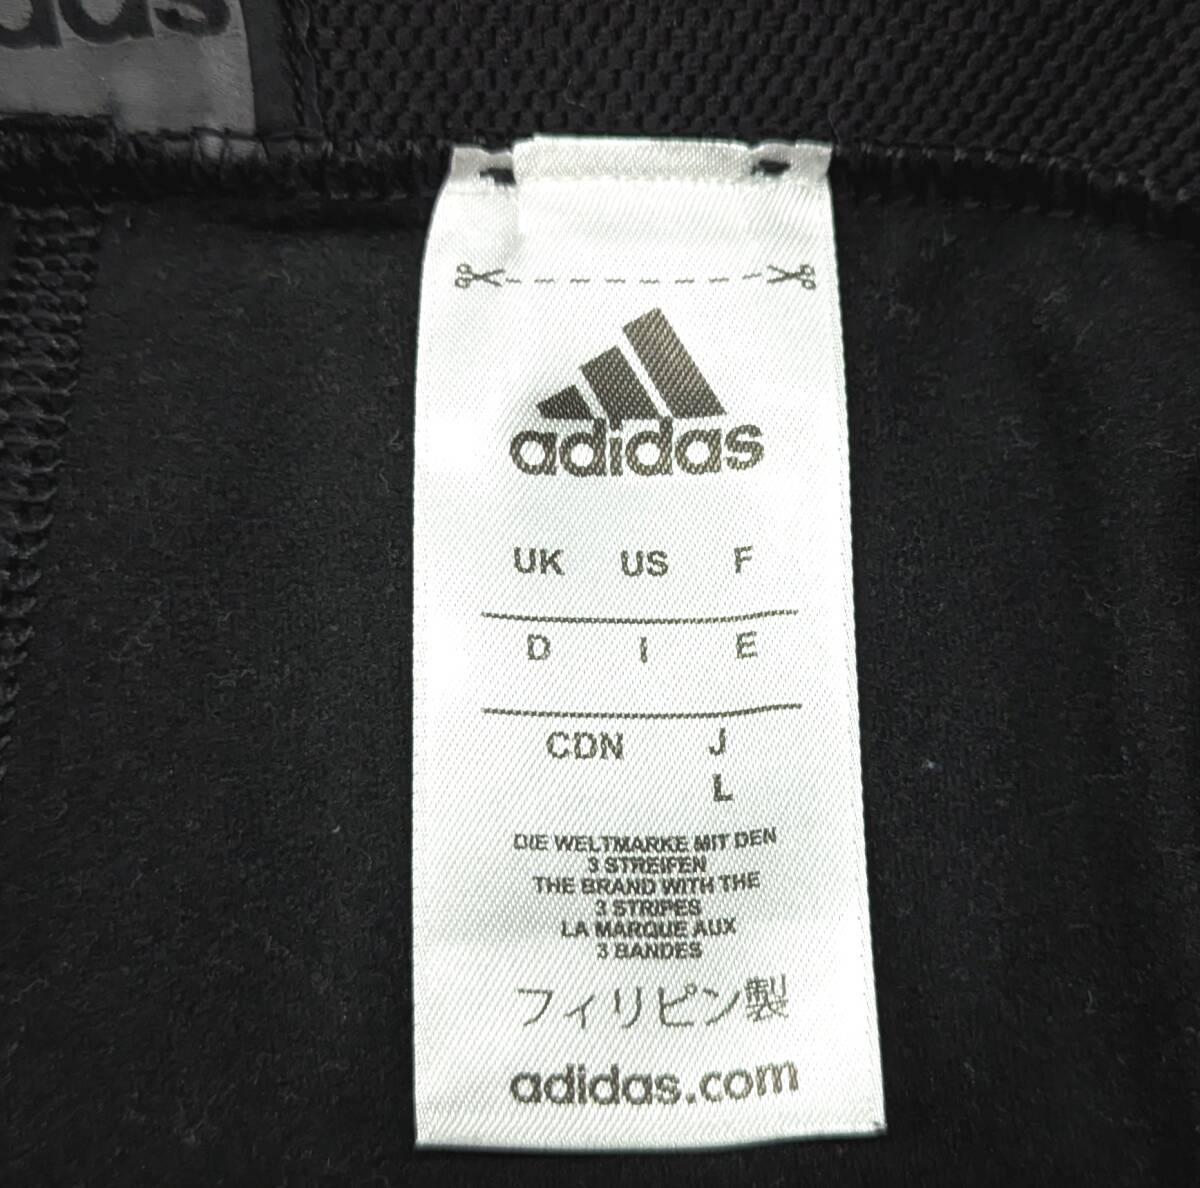 das
adidas
UK US F
D I E
CDN J
L
DIE WELTMARKE MIT DEN
3 STREIFEN
THE BRAND WITH THE
3 STRIPES
LA MARQUE AUX
3 BANDES
フィリピン製
adidas.com